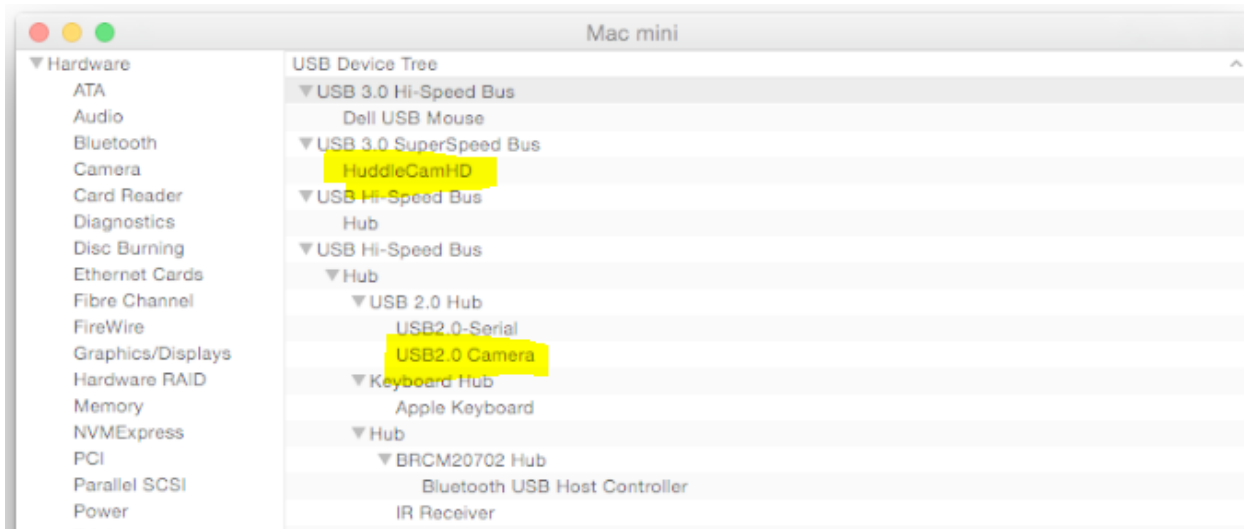 Mac mini
Hardware
ATA
Audio
Bluetooth
Camera
Card Reader
Diagnostics
Disc Burning
Ethernet Cards
Fibre Channel
FireWire
Graphics/Displays
Hardware RAID
Memory
NVMExpress
PCI
Parallel SCSI
Power
USB Device Tree
USB 3.0 Hi-Speed Bus
Dell USB Mouse
USB 3.0 SuperSpeed Bus
HuddleCamHD
USB Hi-Speed Bus
Hub
USB Hi-Speed Bus
Hub
USB 2.0 Hub
USB2.0-Serial
USB2.0 Camera
Keyboard Hub
Apple Keyboard
Hub
BRCM20702 Hub
Bluetooth USB Host Controller
IR Receiver